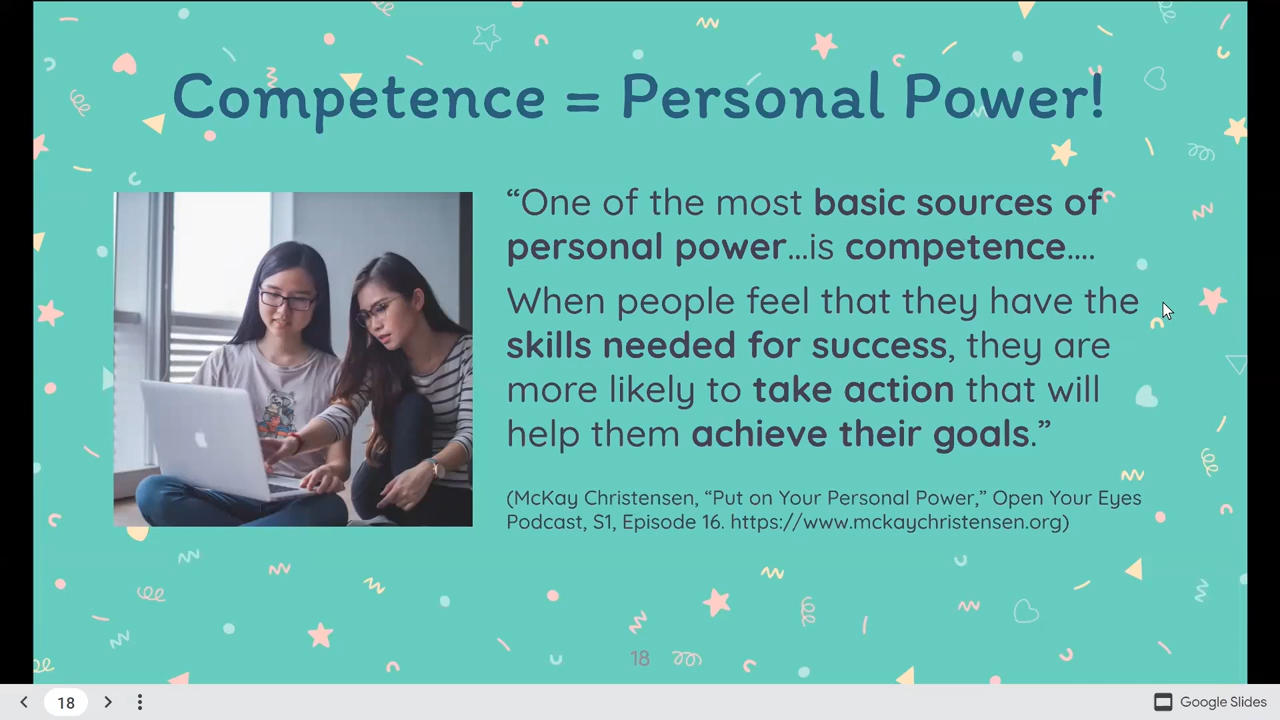 Competence = Personal Power!
“One of the most basic sources of
personal power...is competence....
When people feel that they have the
skills needed for success, they are
more likely to take action that will
help them achieve their goals.”
(McKay Christensen, “Put on Your Personal Power,” Open Your Eyes
Podcast, S1, Episode 16. https://www.mckaychristensen.org)
18
18
Google Slides